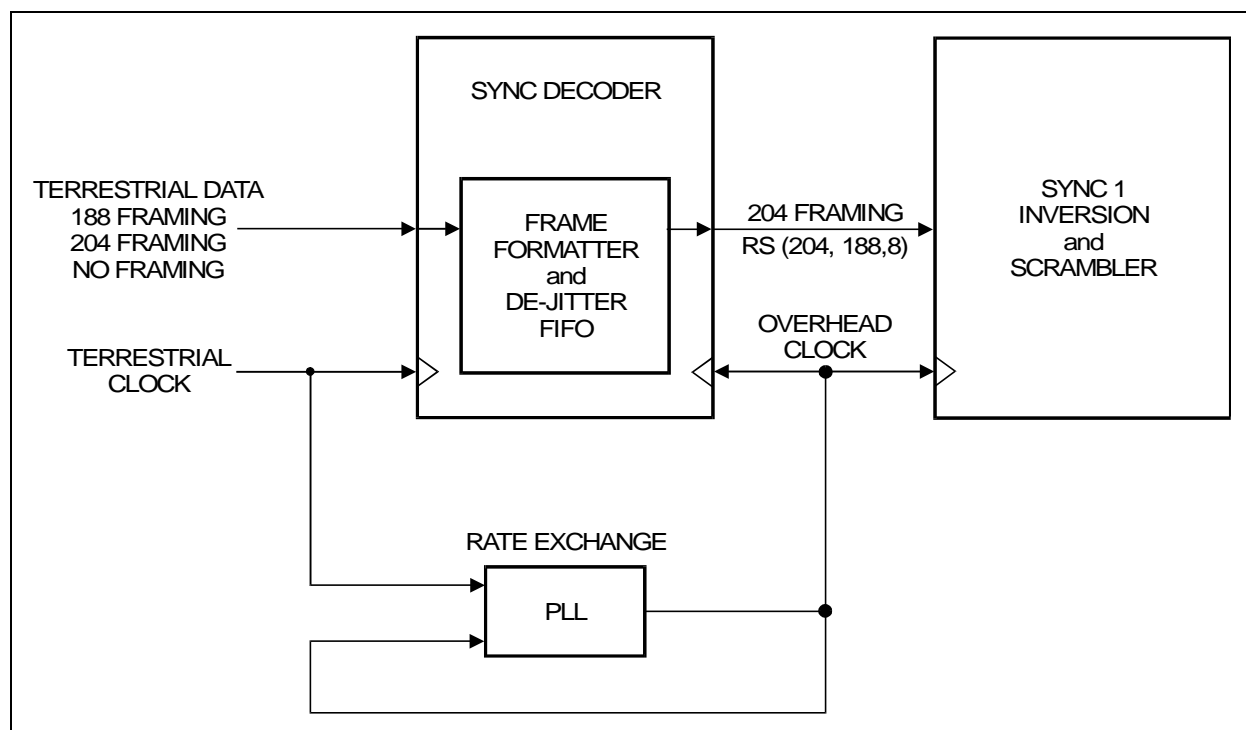 SYNC DECODER
TERRESTRIAL DATA
188 FRAMING
204 FRAMING
NO FRAMING
FRAME
FORMATTER
and
DE-JITTER
FIFO
204 FRAMING
RS (204, 188,8)
SYNC 1
INVERSION
and
SCRAMBLER
TERRESTRIAL
CLOCK
OVERHEAD
CLOCK
RATE EXCHANGE
PLL